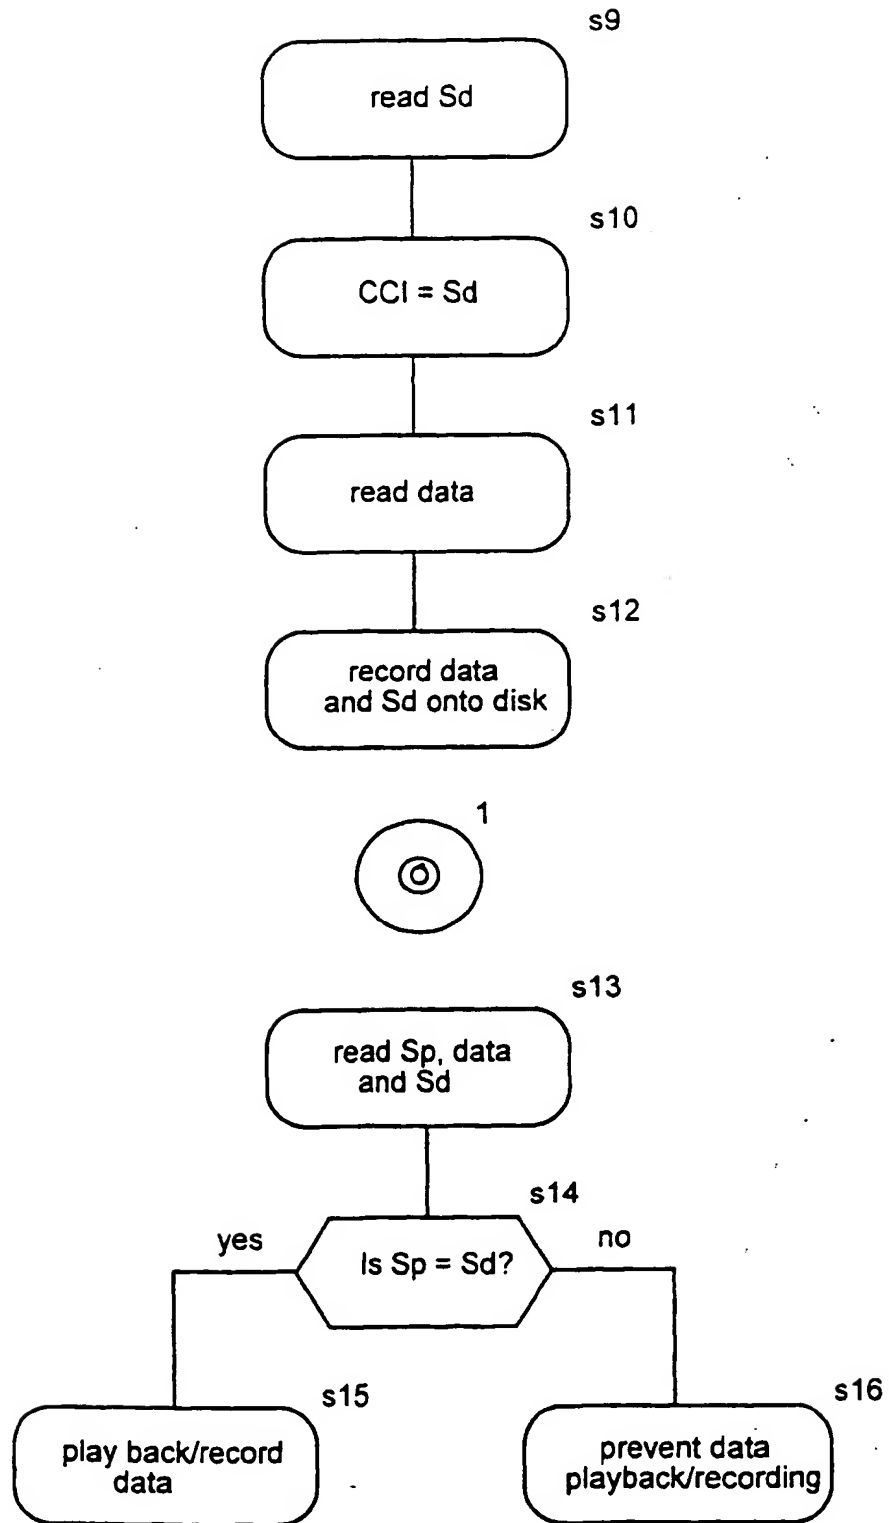 s9
read Sd
s10
CCI = Sd
s11
read data
s12
record data
and Sd onto disk
1
s13
read Sp, data
and Sd
s14
yes
Is Sp = Sd?
no
s15
play back/record
data
s16
prevent data
playback/recording